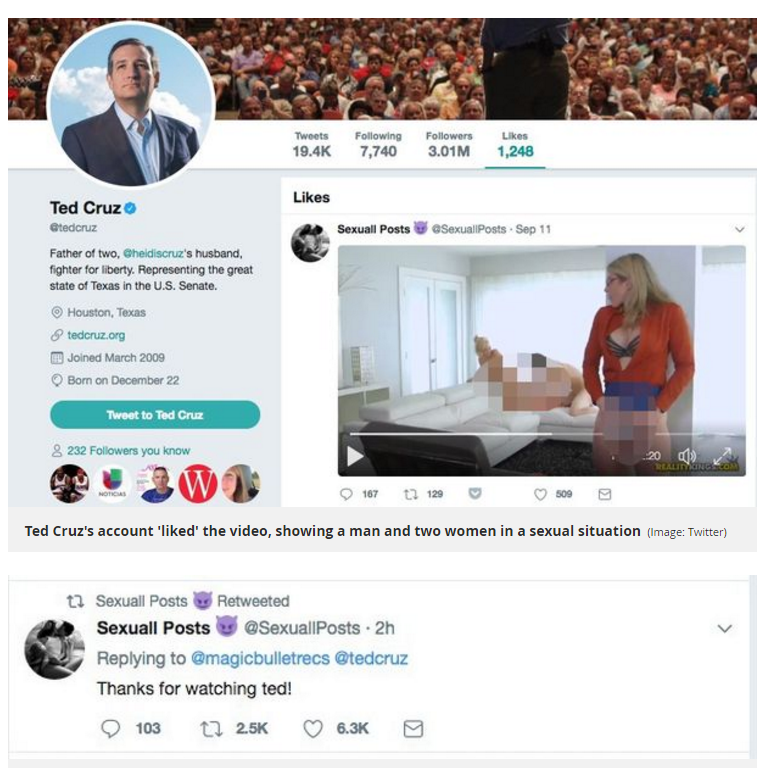 Tweets Following Followers Likes
19.4K 7,740 3.01M 1,248
Ted Cruz
@tedcruz
Father of two, @heidiscruz's husband,
fighter for liberty. Representing the great
state of Texas in the U.S. Senate.
Houston, Texas
tedcruz.org
Joined March 2009
Born on December 22
Tweet to Ted Cruz
232 Followers you know
NOTICIAS
W
Likes
Sexuall Posts 😈 @SexuallPosts · Sep 11
:20
REALITYKINGS.COM
167 129 509
Ted Cruz's account 'liked' the video, showing a man and two women in a sexual situation (Image: Twitter)
Sexuall Posts 😈 Retweeted
Sexuall Posts 😈 @SexuallPosts · 2h
Replying to @magicbulletrecs @tedcruz
Thanks for watching ted!
103 2.5K 6.3K